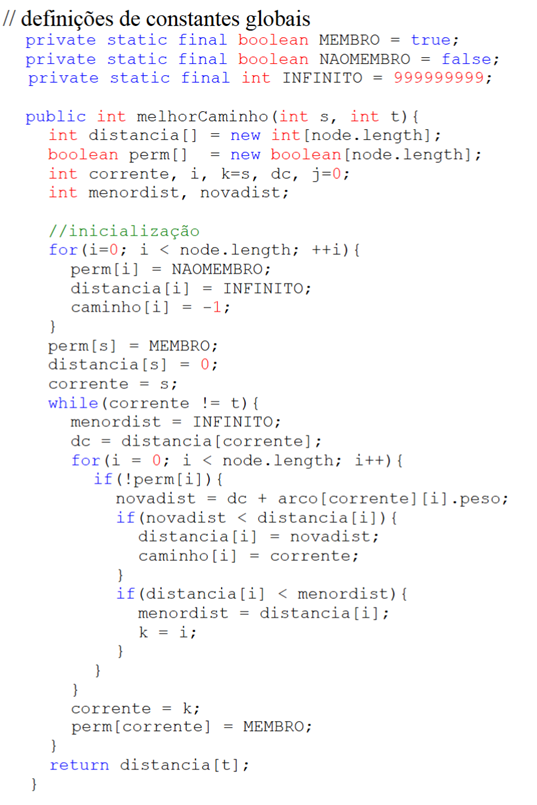 // definições de constantes globais
private static final boolean MEMBRO = true;
private static final boolean NAOMEMBRO = false;
private static final int INFINITO = 999999999;
public int melhorCaminho(int s, int t){
int distancia[] = new int[node.length];
boolean perm[]  = new boolean[node.length];
int corrente, i, k=s, dc, j=0;
int menordist, novadist;
//inicialização
for(i=0; i < node.length; ++i){
perm[i] = NAOMEMBRO;
distancia[i] = INFINITO;
caminho[i] = -1;
}
perm[s] = MEMBRO;
distancia[s] = 0;
corrente = s;
while(corrente != t){
menordist = INFINITO;
dc = distancia[corrente];
for(i = 0; i < node.length; i++){
if(!perm[i]){
novadist = dc + arco[corrente][i].peso;
if(novadist < distancia[i]){
distancia[i] = novadist;
caminho[i] = corrente;
}
if(distancia[i] < menordist){
menordist = distancia[i];
k = i;
}
}
}
corrente = k;
perm[corrente] = MEMBRO;
}
return distancia[t];
}